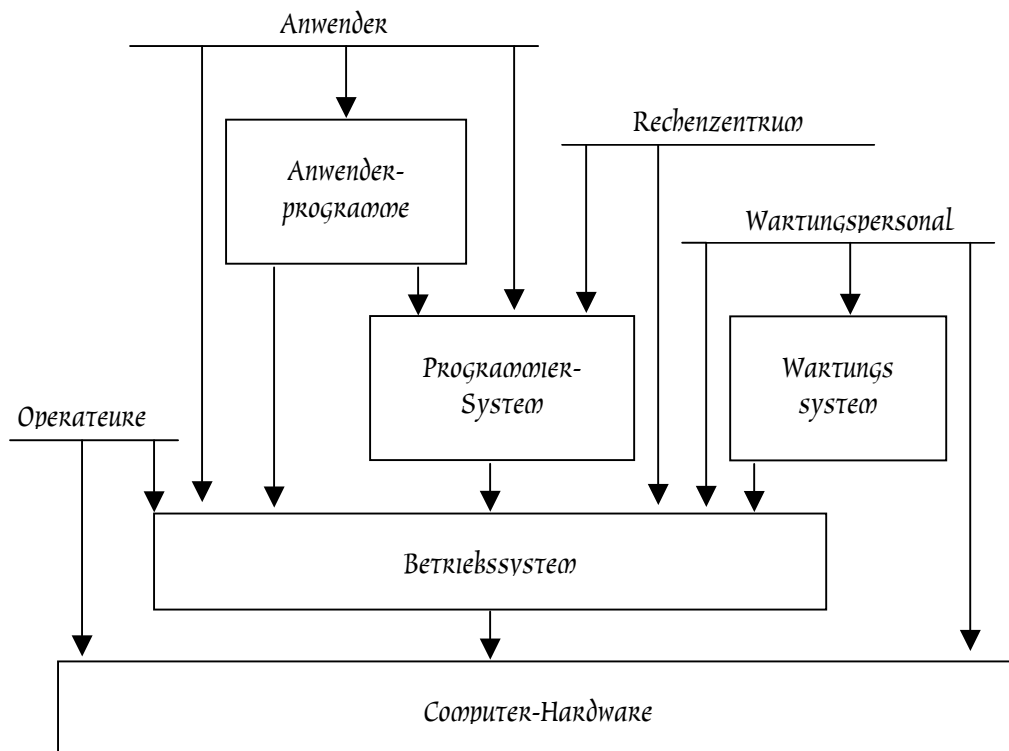 Anwender
Rechenzentrum
Anwender-
programme
Wartungspersonal
Programmier-
System
Wartungs
system
Operateure
Betriebssystem
Computer-Hardware